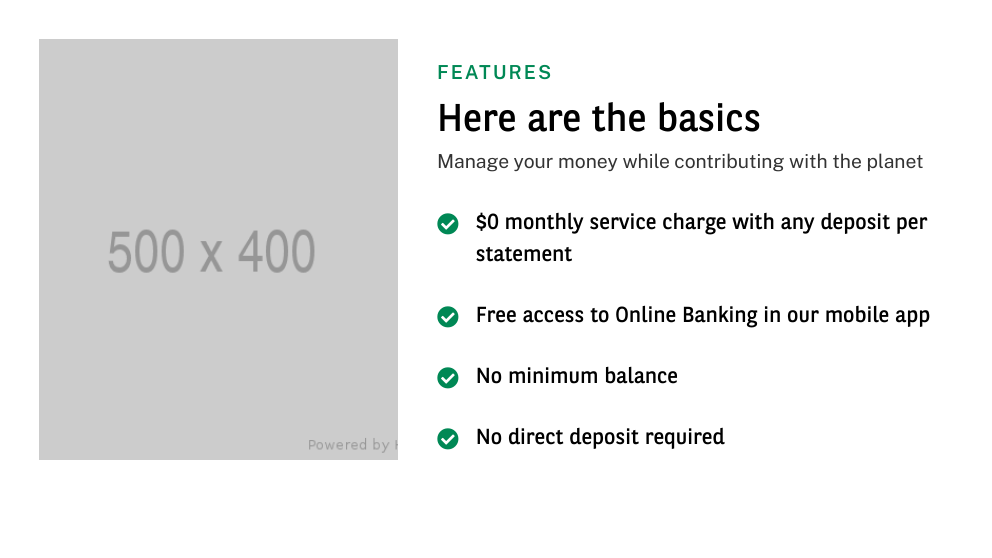 FEATURES
Here are the basics
Manage your money while contributing with the planet
$0 monthly service charge with any deposit per
statement
Free access to Online Banking in our mobile app
No minimum balance
No direct deposit required
500 x 400
Powered by